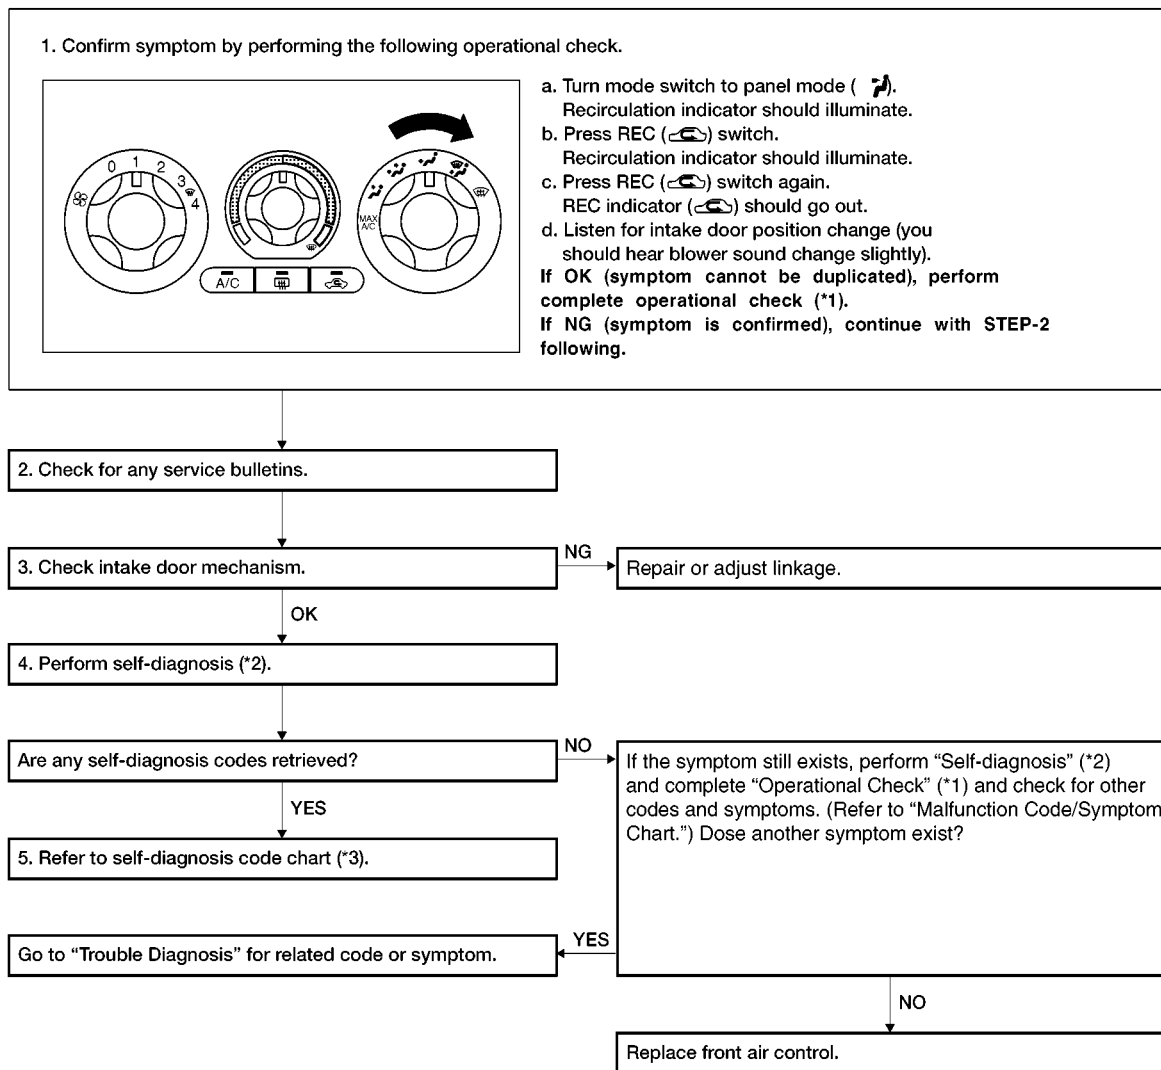 1. Confirm symptom by performing the following operational check.
0 1 2 3 4
MAX
A/C
A/C
a. Turn mode switch to panel mode ( ).
Recirculation indicator should illuminate.
b. Press REC ( ) switch.
Recirculation indicator should illuminate.
c. Press REC ( ) switch again.
REC indicator ( ) should go out.
d. Listen for intake door position change (you
should hear blower sound change slightly).
If OK (symptom cannot be duplicated), perform
complete operational check (*1).
If NG (symptom is confirmed), continue with STEP-2
following.
2. Check for any service bulletins.
3. Check intake door mechanism.
NG
Repair or adjust linkage.
OK
4. Perform self-diagnosis (*2).
Are any self-diagnosis codes retrieved?
NO
If the symptom still exists, perform “Self-diagnosis” (*2)
and complete “Operational Check” (*1) and check for other
codes and symptoms. (Refer to “Malfunction Code/Symptom
Chart.”) Dose another symptom exist?
YES
5. Refer to self-diagnosis code chart (*3).
YES
Go to “Trouble Diagnosis” for related code or symptom.
NO
Replace front air control.